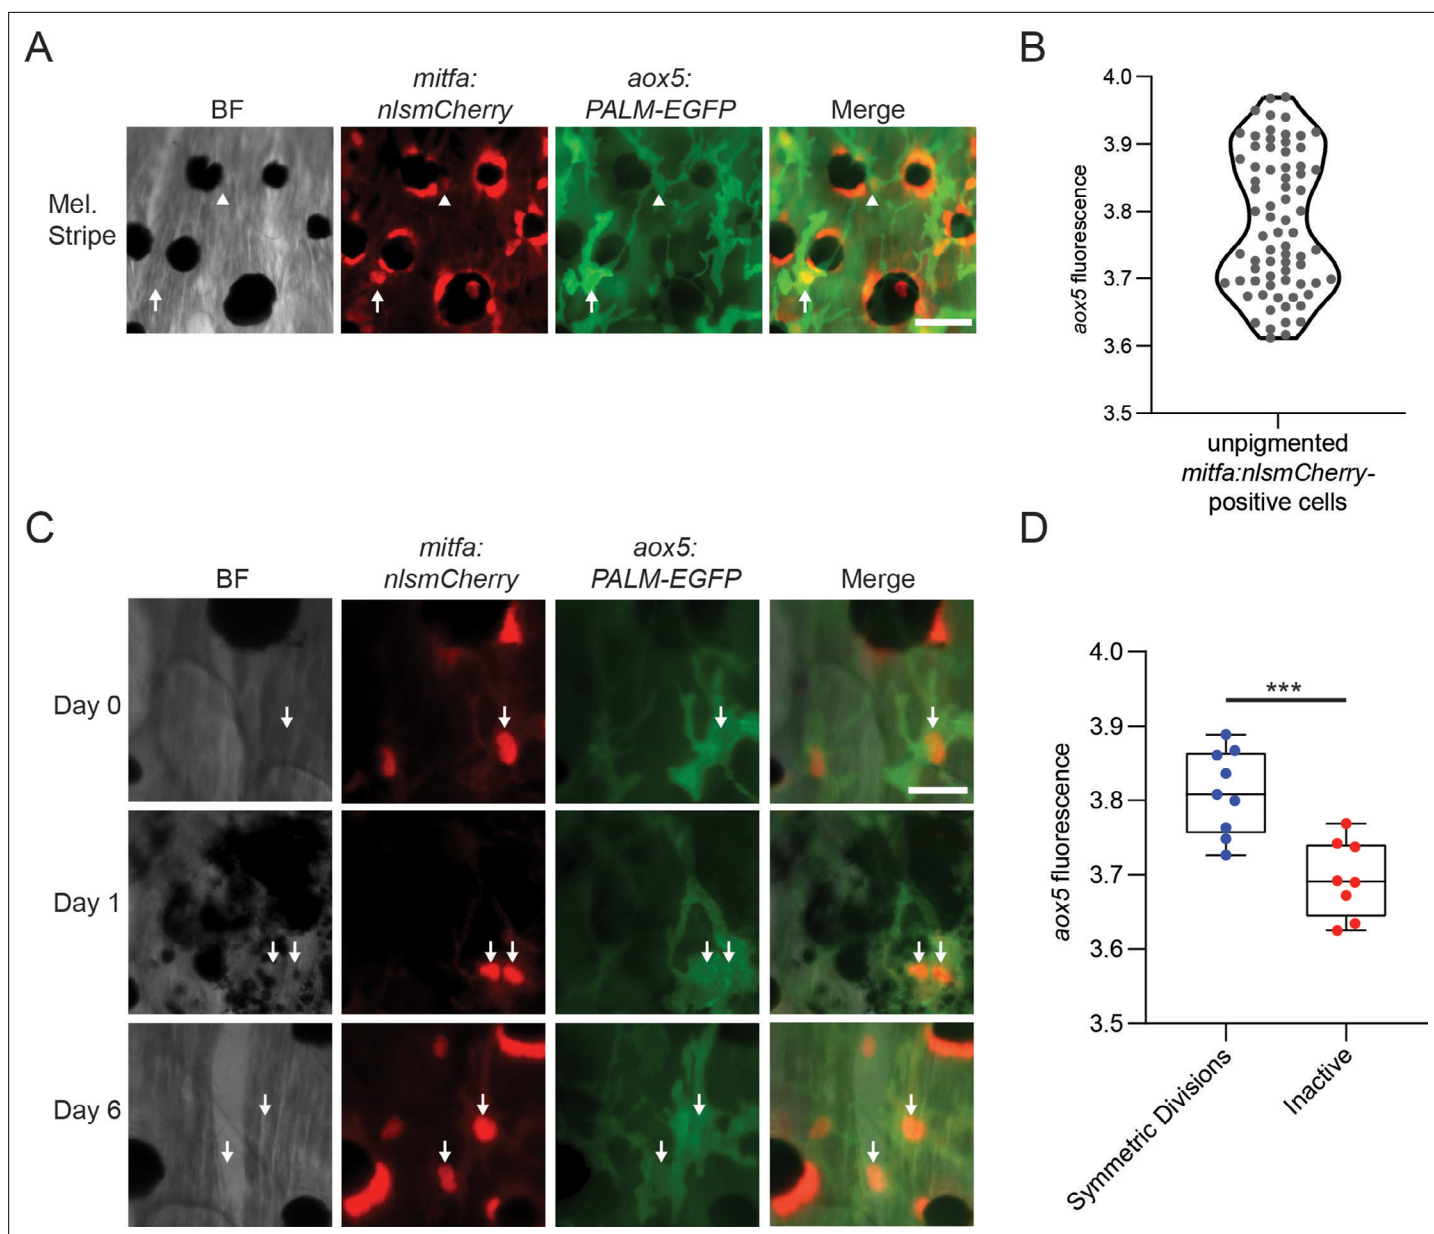 A
BF
mitfa:
nlsmCherry
aox5:
PALM-EGFP
Merge
Mel.
Stripe
B
4.0
3.9
3.8
3.7
3.6
3.5
aox5 fluorescence
unpigmented
mitfa:nlsmCherry-
positive cells
C
BF
mitfa:
nlsmCherry
aox5:
PALM-EGFP
Merge
Day 0
Day 1
Day 6
D
4.0
3.9
3.8
3.7
3.6
3.5
aox5 fluorescence
***
Symmetric Divisions
Inactive